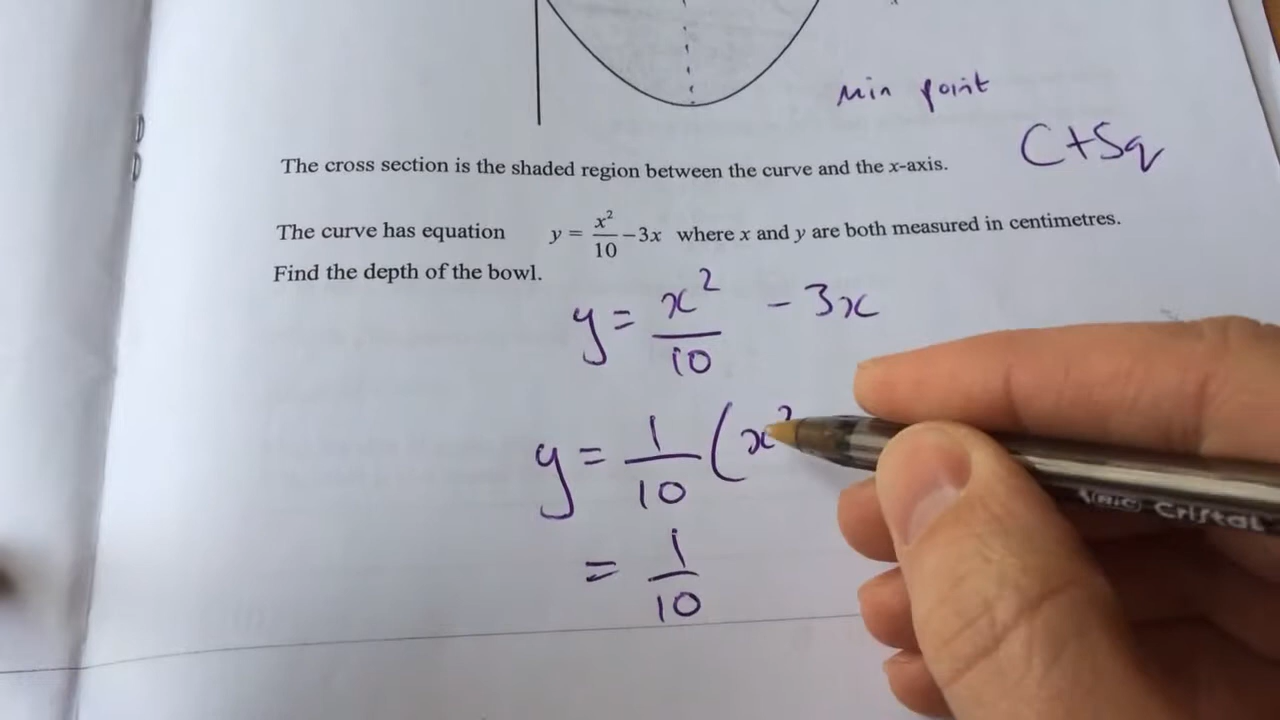 Min point
C+Sq
The cross section is the shaded region between the curve and the x-axis.
The curve has equation y = x²/10 − 3x where x and y are both measured in centimetres.
Find the depth of the bowl.
y = x²/10 − 3x
y = 1/10 (x²
= 1/10
Cristal